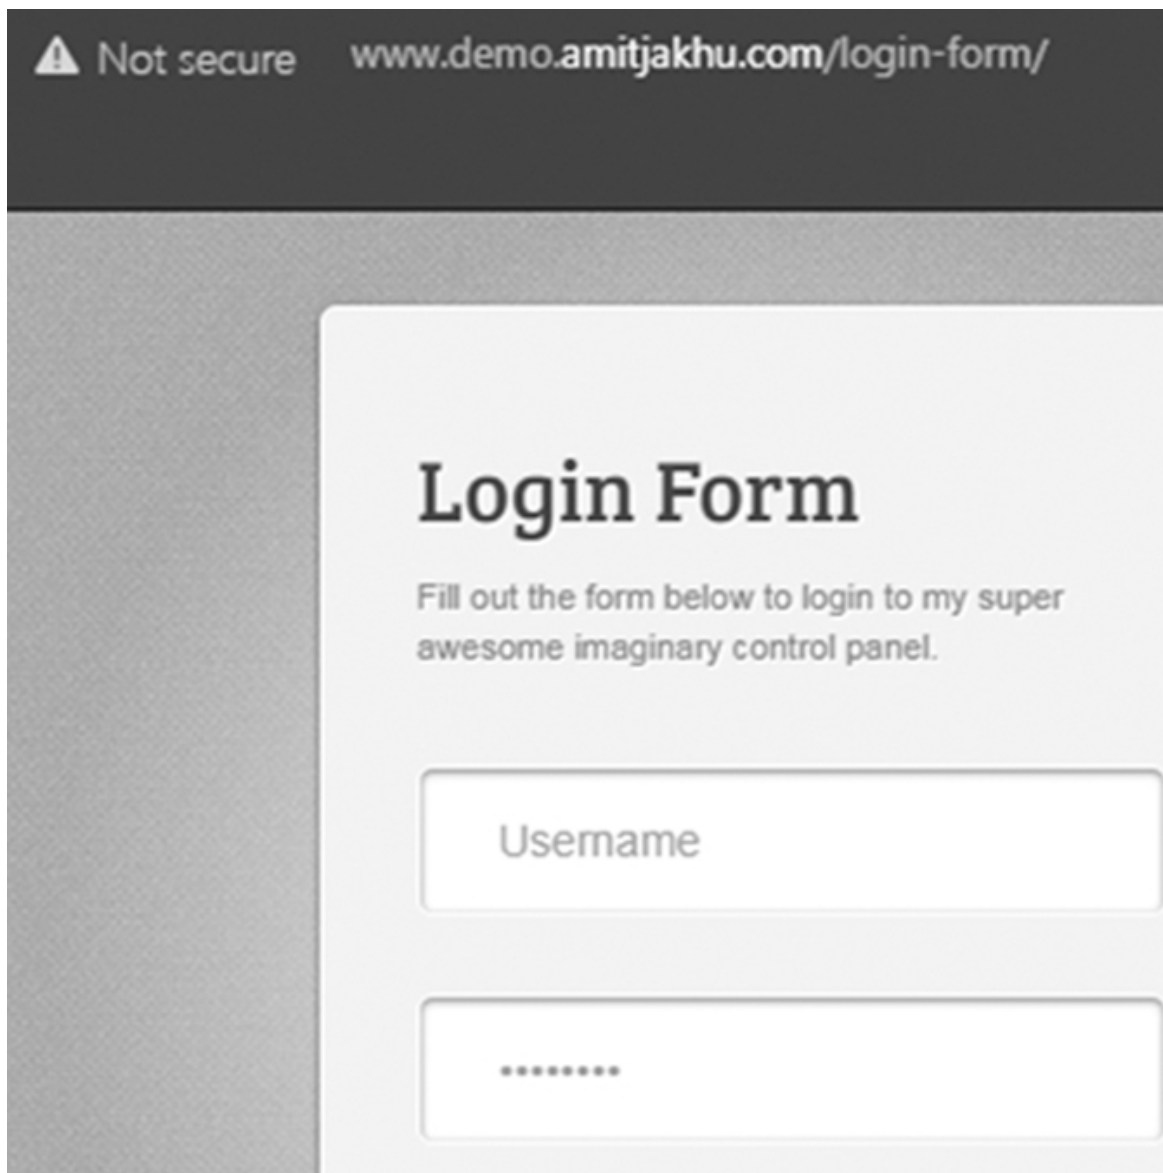 Not secure www.demo.amitjakhu.com/login-form/
Login Form
Fill out the form below to login to my super
awesome imaginary control panel.
Username
••••••••